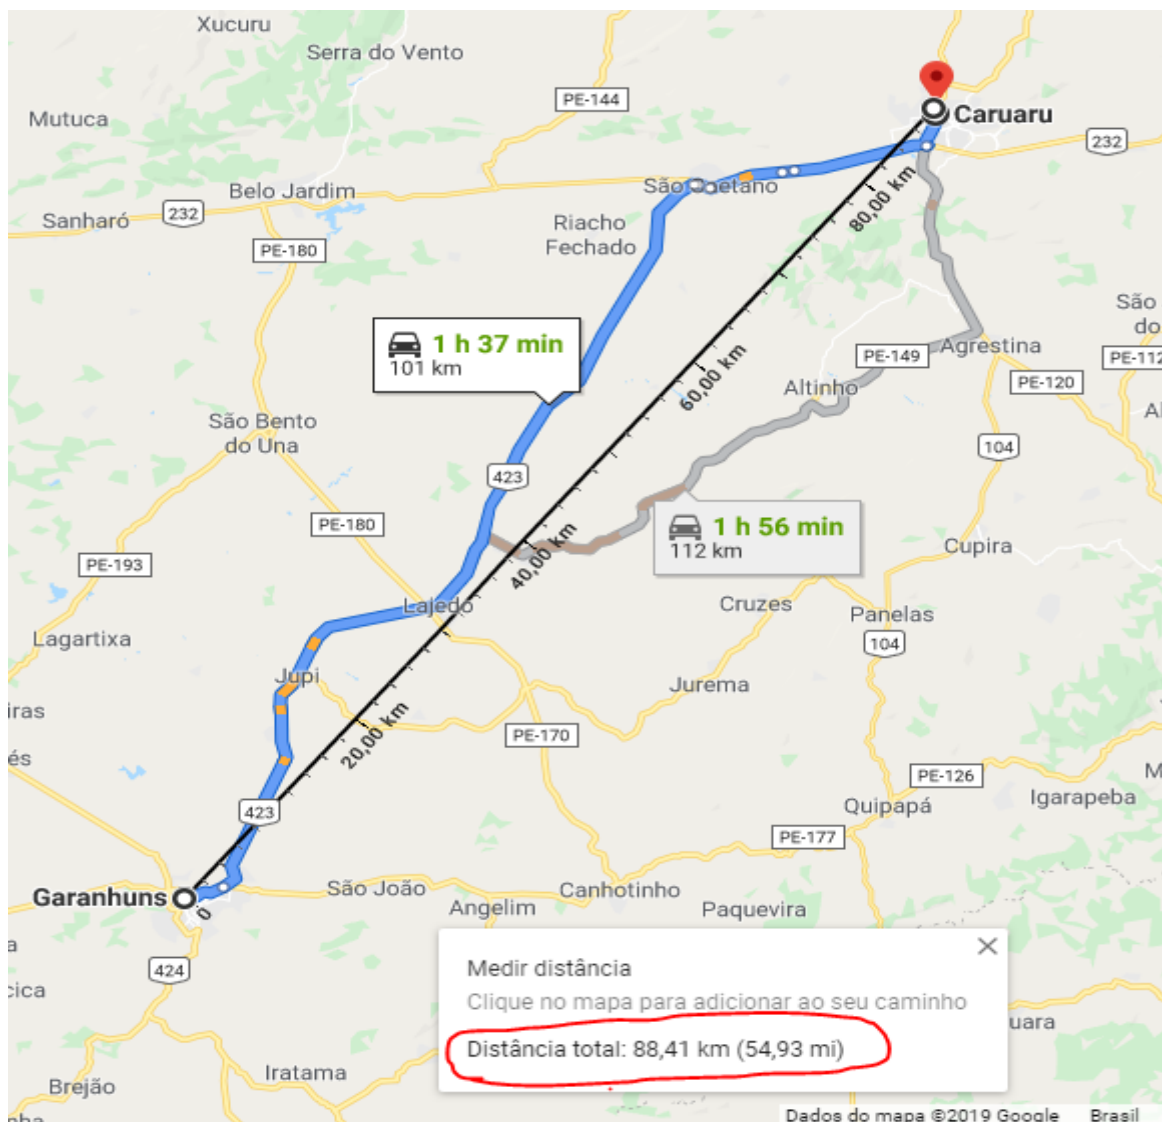 Xucuru
Serra do Vento
PE-144
Mutuca
Caruaru
232
Belo Jardim
São Caetano
Sanharó
232
80,00 km
Riacho
Fechado
PE-180
São
do
1 h 37 min
101 km
PE-149
Agrestina
PE-112
60,00 km
Altinho
PE-120
São Bento
do Una
104
423
1 h 56 min
112 km
PE-180
40,00 km
Cupira
PE-193
Lajedo
Cruzes
Panelas
Lagartixa
104
Jupi
Jurema
iras
20,00 km
PE-170
és
PE-126
M
423
Quipapá
Igarapeba
PE-177
Garanhuns
0
São João
Canhotinho
Angelim
Paquevira
a
424
Medir distância
cica
Clique no mapa para adicionar ao seu caminho
uara
Distância total: 88,41 km (54,93 mi)
Iratama
Brejão
Dados do mapa ©2019 Google Brasil